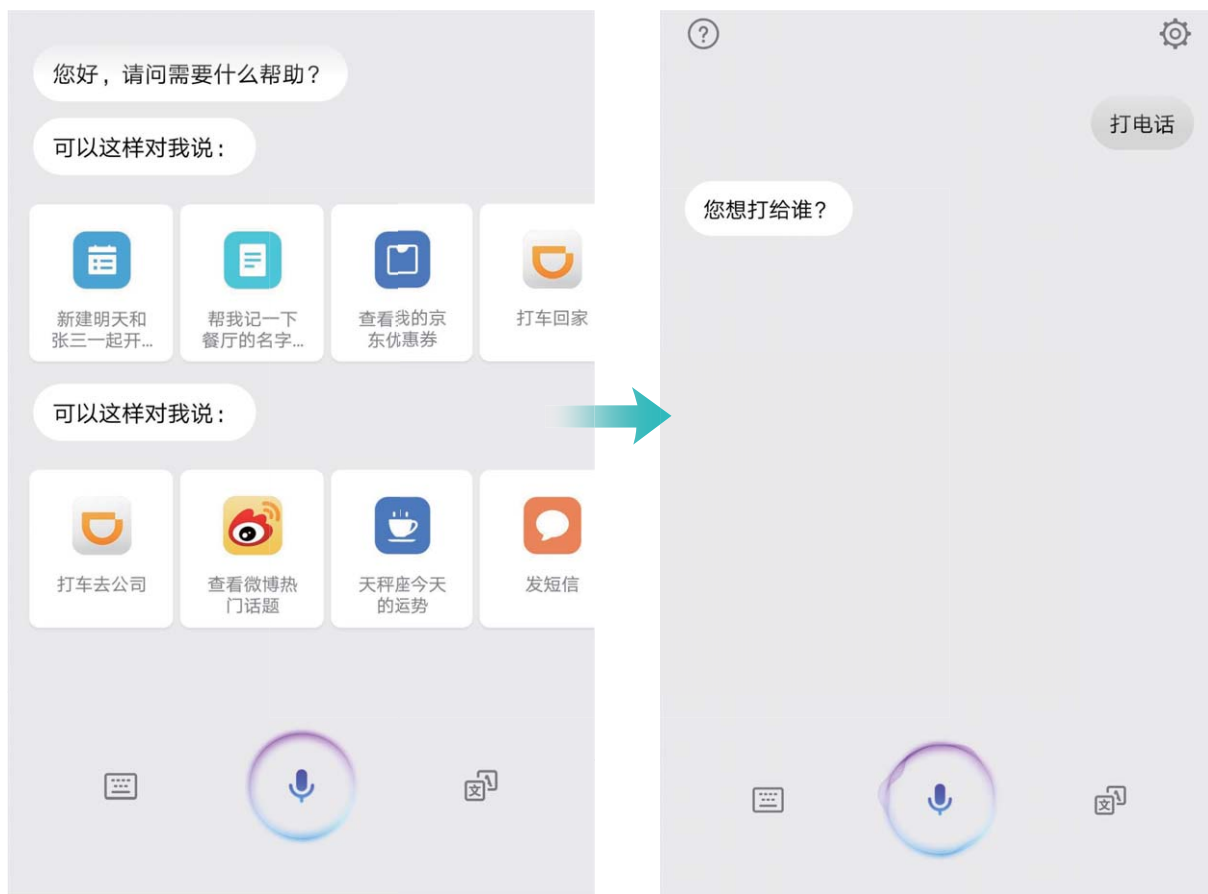 您好，请问需要什么帮助？
可以这样对我说：
新建明天和
张三一起开...
帮我记一下
餐厅的名字...
查看我的京
东优惠券
打车回家
可以这样对我说：
打车去公司
查看微博热
门话题
天秤座今天
的运势
发短信
文
?
打电话
您想打给谁？
文